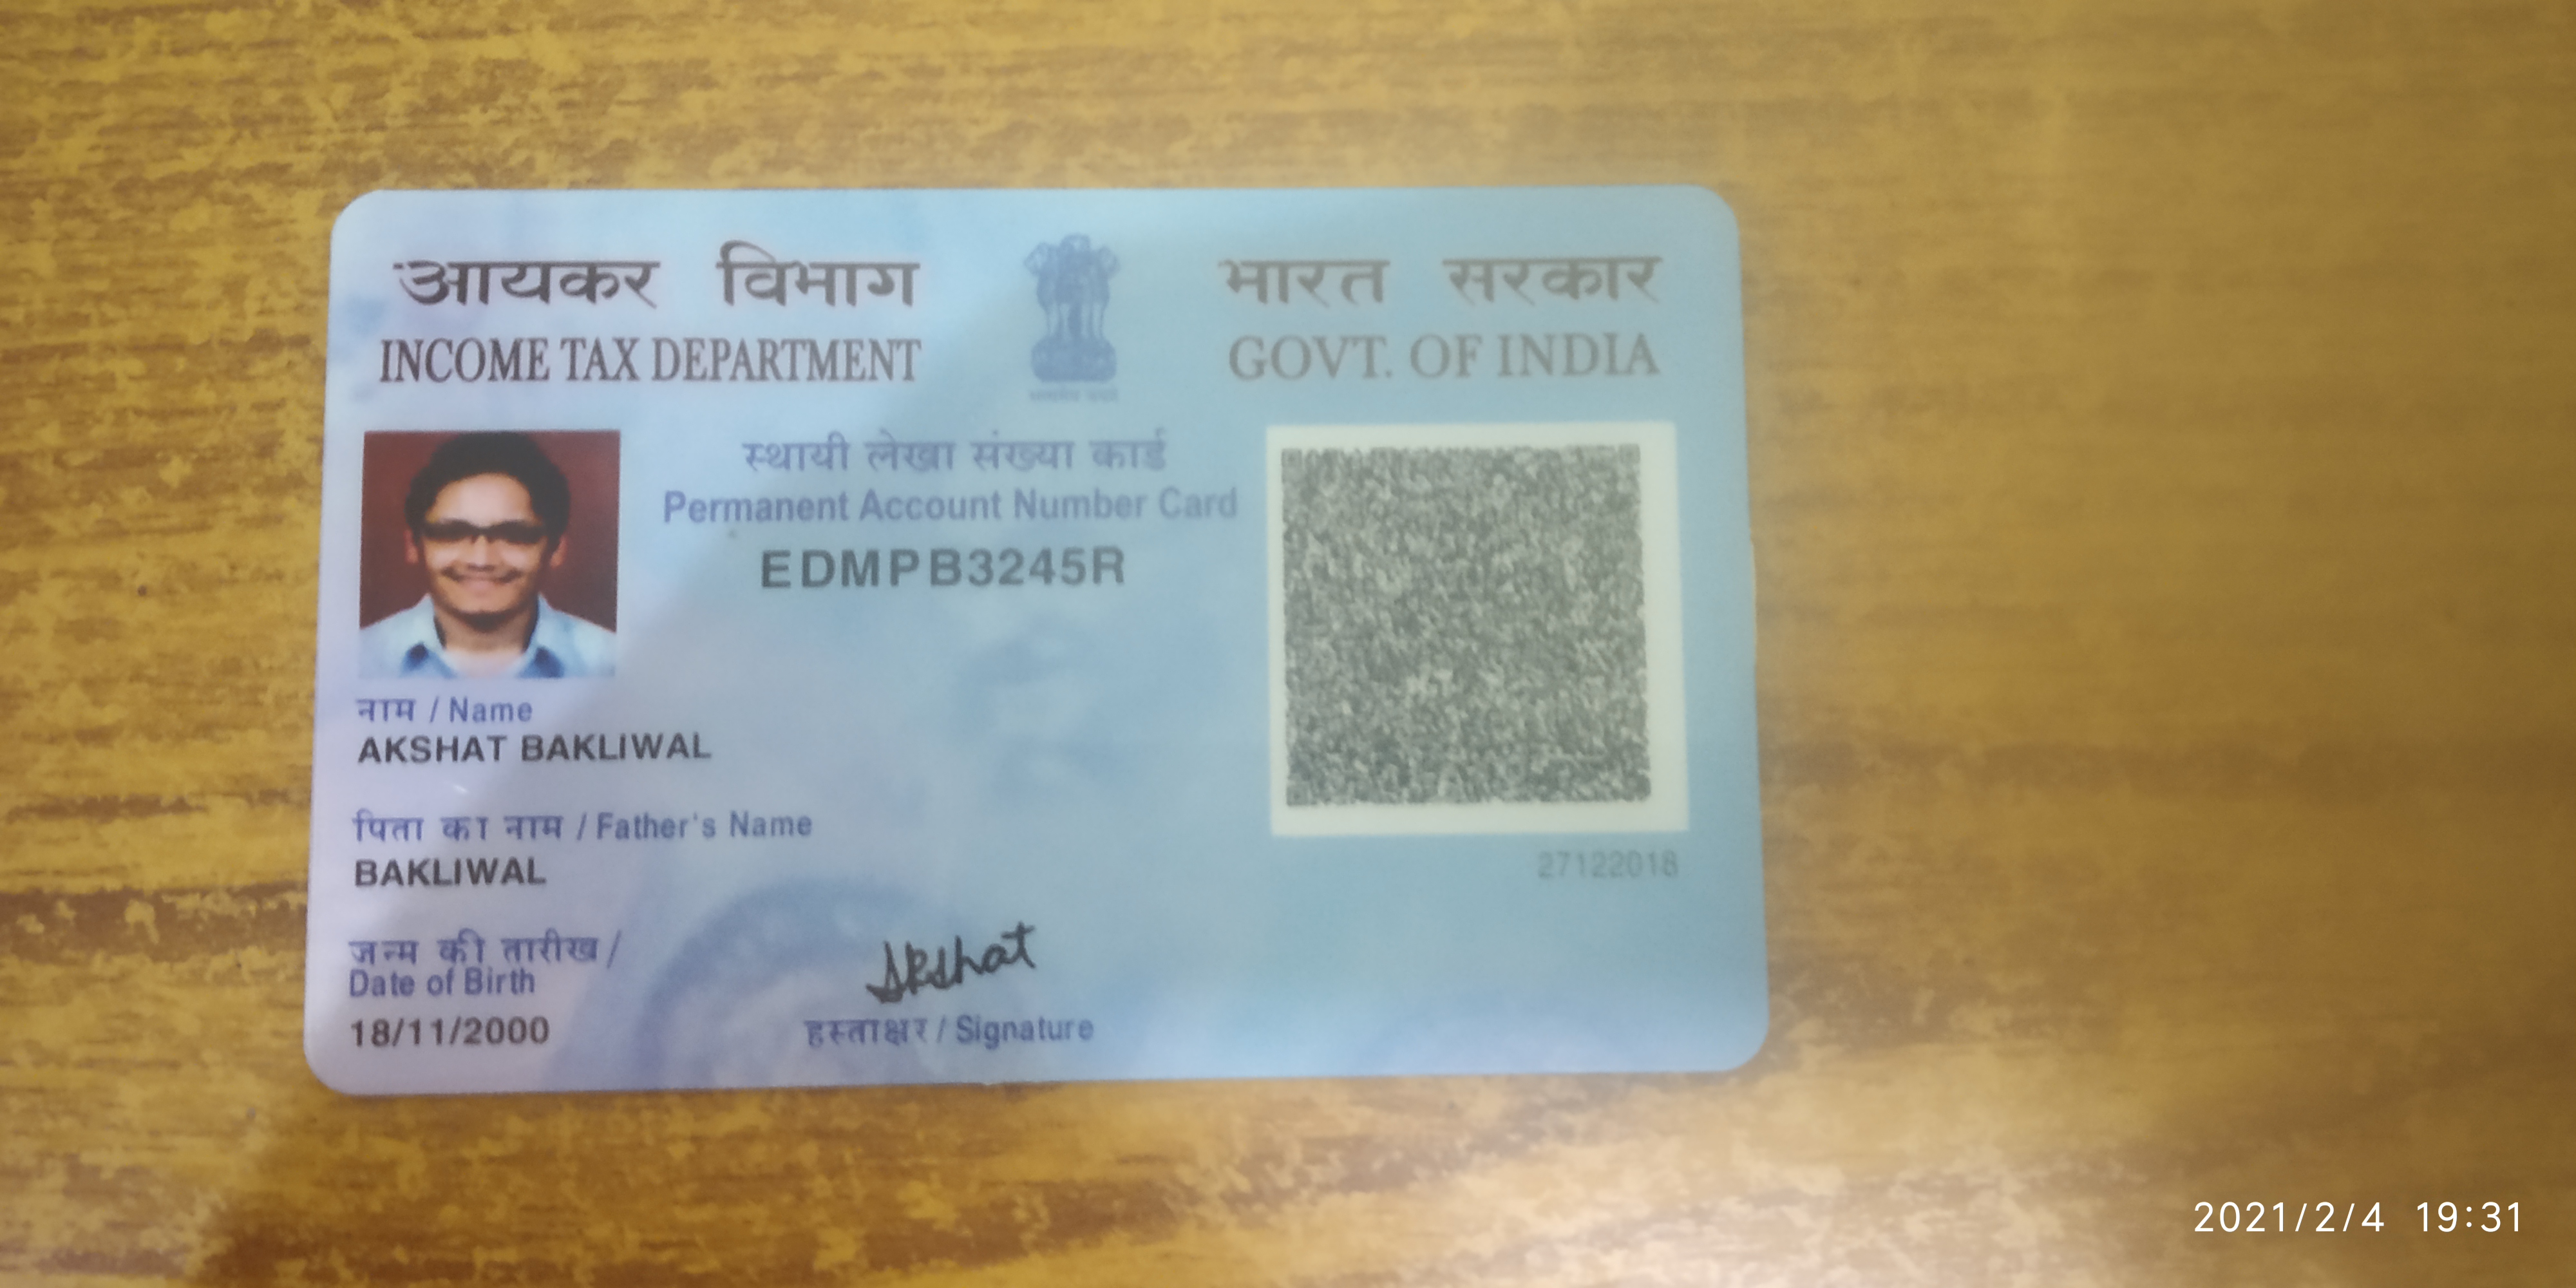 आयकर विभाग
INCOME TAX DEPARTMENT
भारत सरकार
GOVT. OF INDIA
स्थायी लेखा संख्या कार्ड
Permanent Account Number Card
EDMPB3245R
नाम / Name
AKSHAT BAKLIWAL
पिता का नाम / Father's Name
BAKLIWAL
27122018
जन्म की तारीख /
Date of Birth
18/11/2000
Akshat
हस्ताक्षर / Signature
2021/2/4 19:31